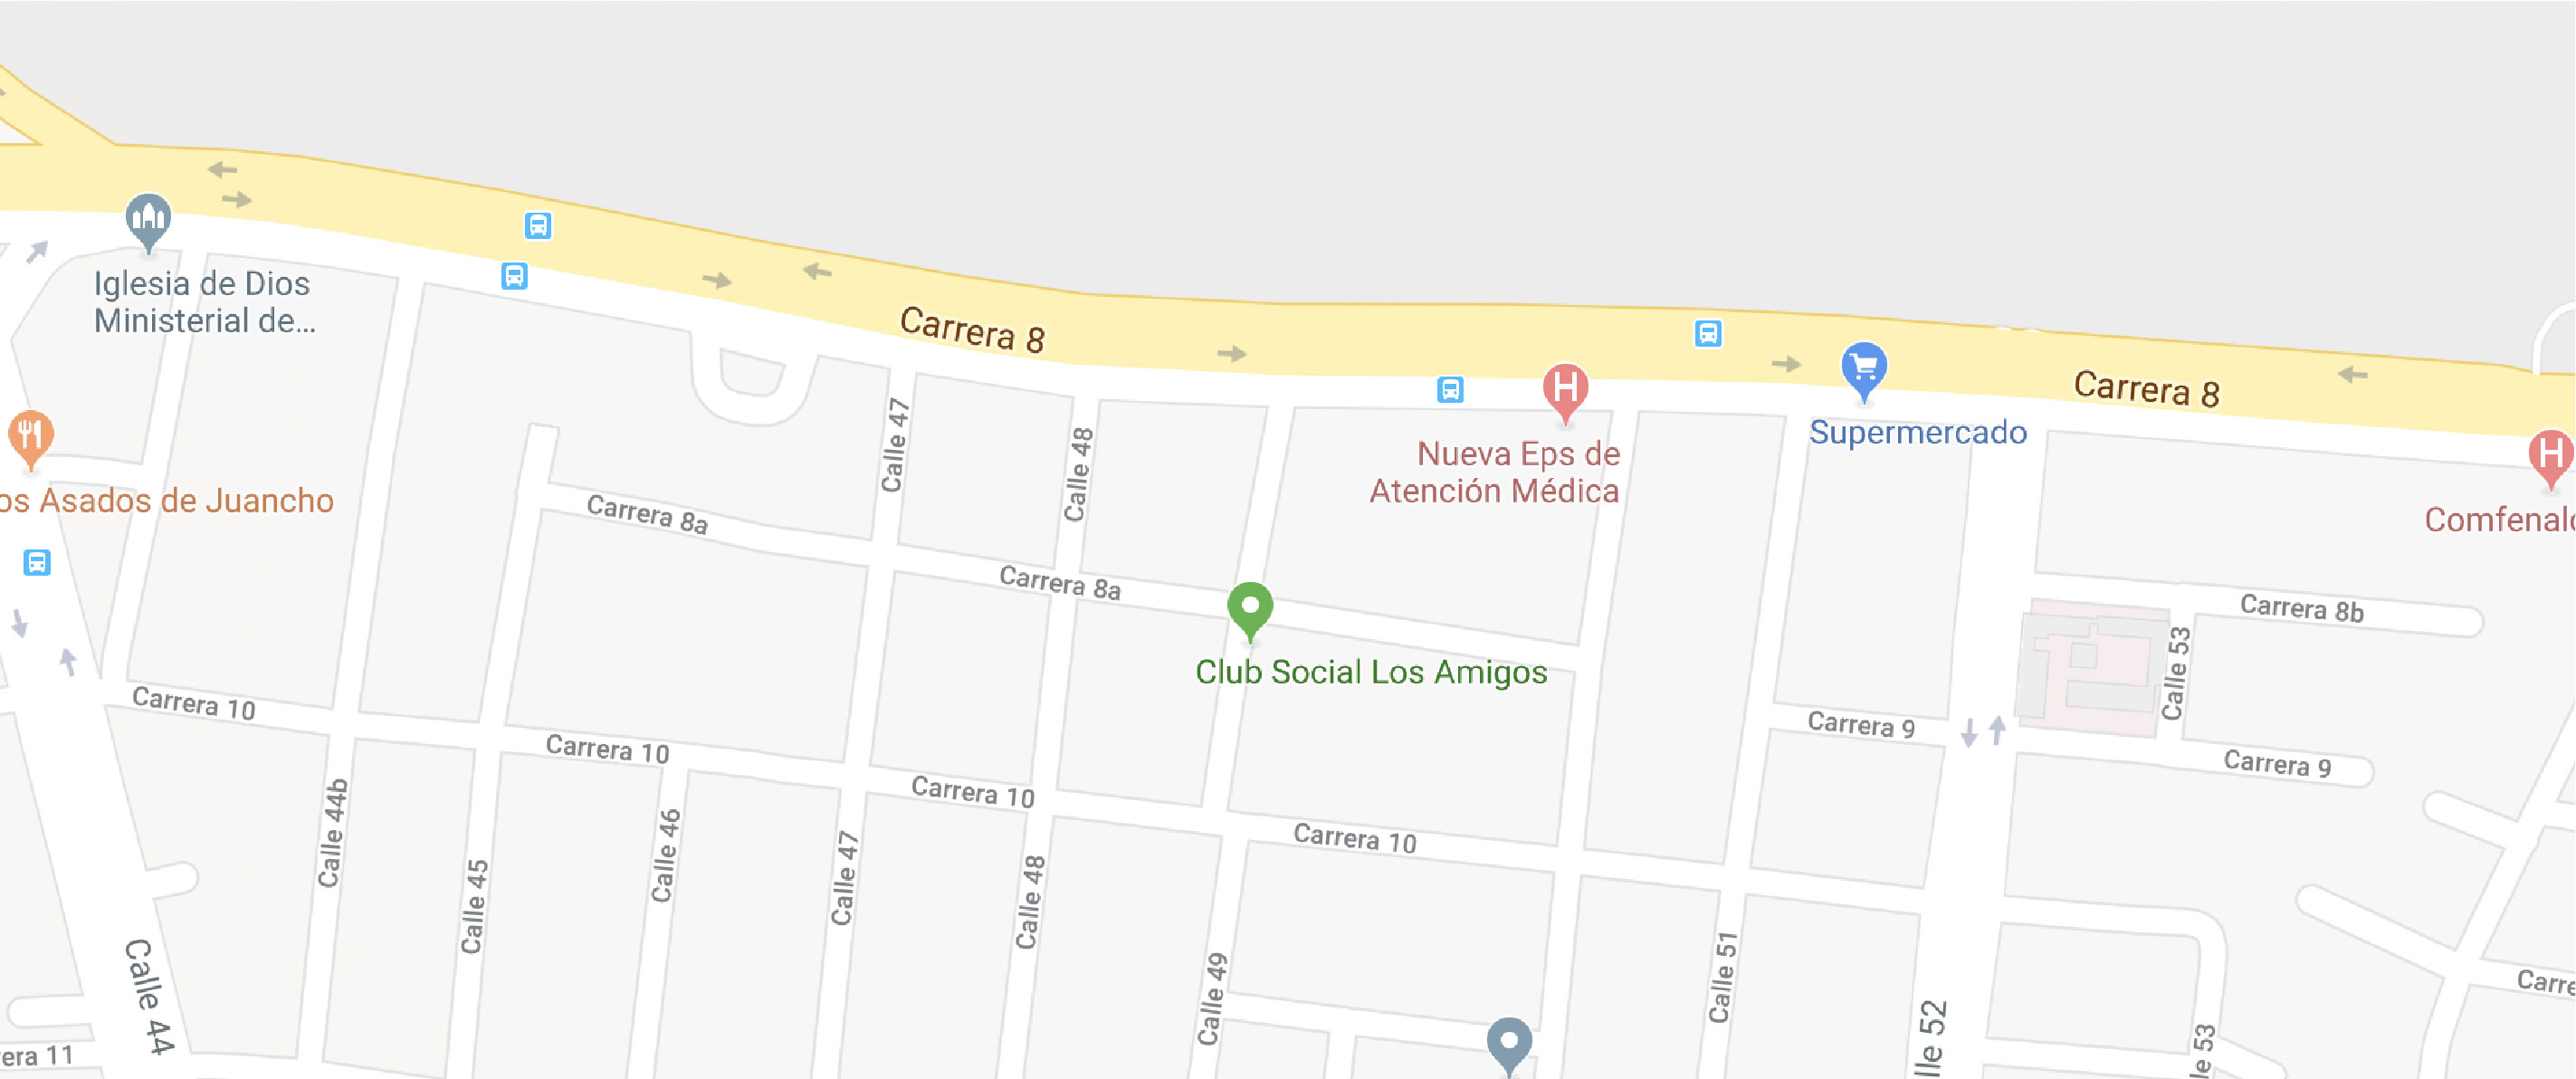 Iglesia de Dios
Ministerial de...
Carrera 8
Carrera 8
Supermercado
Nueva Eps de
Atención Médica
Calle 47
Calle 48
os Asados de Juancho
Carrera 8a
Carrera 8a
Comfenalc
Carrera 8b
Calle 53
Club Social Los Amigos
Carrera 10
Carrera 9
Carrera 9
Carrera 10
Carrera 10
Carrera 10
Calle 44b
Calle 45
Calle 46
Calle 47
Calle 48
Calle 49
Calle 51
Calle 44
Carre
lle 52
le 53
era 11